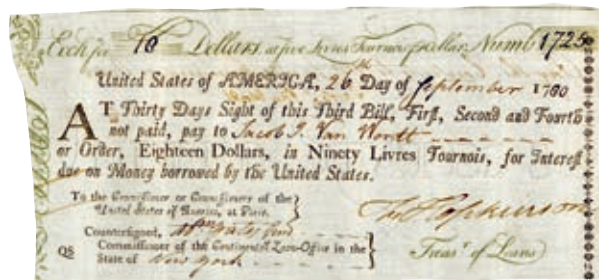 Exch. for 18 Dollars, at five Livres Tournois p. dollar, Numb. 1725
United States of AMERICA, 26th Day of September 1780
AT Thirty Days Sight of this Third Bill, First, Second and Fourth
not paid, pay to Jacob J. Van
or Order, Eighteen Dollars, in Ninety Livres Tournois, for Interest
due on Money borrowed by the United States.
To the Commissioner or Commissioners of the
United States of America, at Paris.
Countersigned,
Commissioner of the Continental Loan-Office in the
State of New York
Fra Hopkinson
Treasr. of Loans